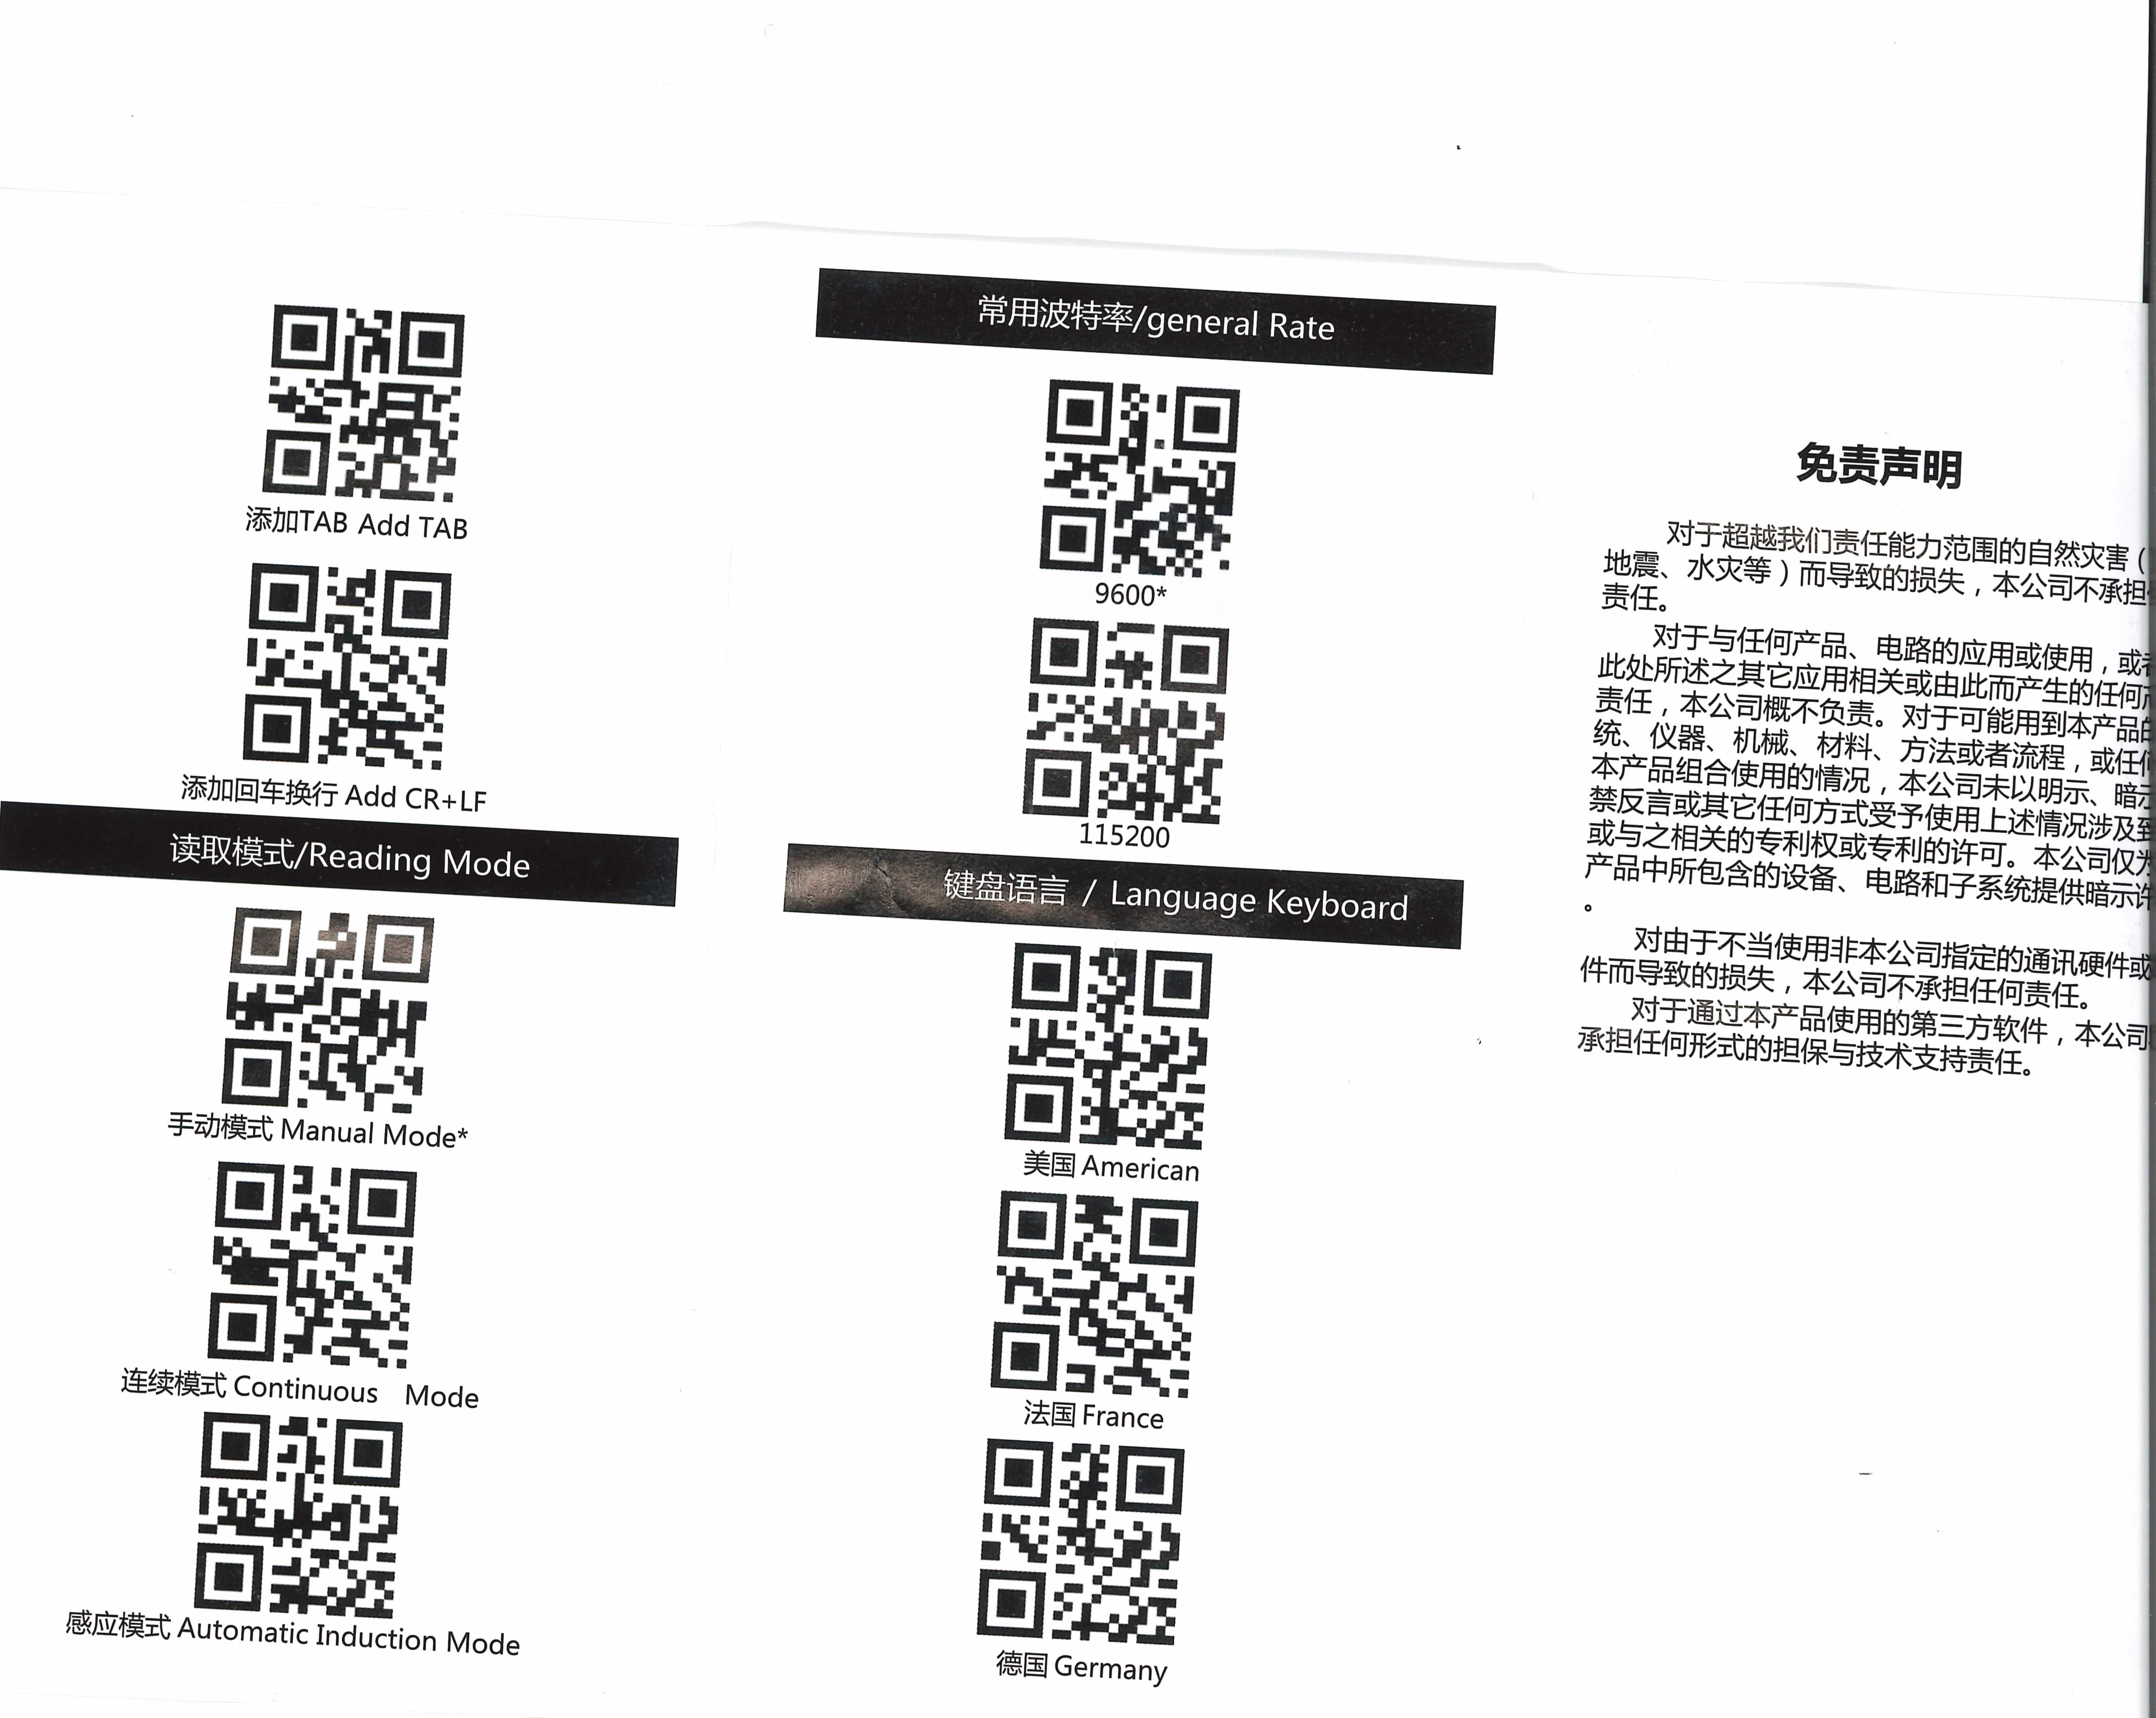 添加TAB Add TAB
添加回车换行 Add CR+LF
读取模式/Reading Mode
手动模式 Manual Mode*
连续模式 Continuous Mode
感应模式 Automatic Induction Mode
常用波特率/general Rate
9600*
115200
键盘语言 / Language Keyboard
美国 American
法国 France
德国 Germany
免责声明
对于超越我们责任能力范围的自然灾害（
地震、水灾等）而导致的损失，本公司不承担
责任。
对于与任何产品、电路的应用或使用，或者
此处所述之其它应用相关或由此而产生的任何
责任，本公司概不负责。对于可能用到本产品的
统、仪器、机械、材料、方法或者流程，或任何
本产品组合使用的情况，本公司未以明示、暗示
禁反言或其它任何方式受予使用上述情况涉及到
或与之相关的专利权或专利的许可。本公司仅为
产品中所包含的设备、电路和子系统提供暗示许
。
对由于不当使用非本公司指定的通讯硬件或
件而导致的损失，本公司不承担任何责任。
对于通过本产品使用的第三方软件，本公司
承担任何形式的担保与技术支持责任。